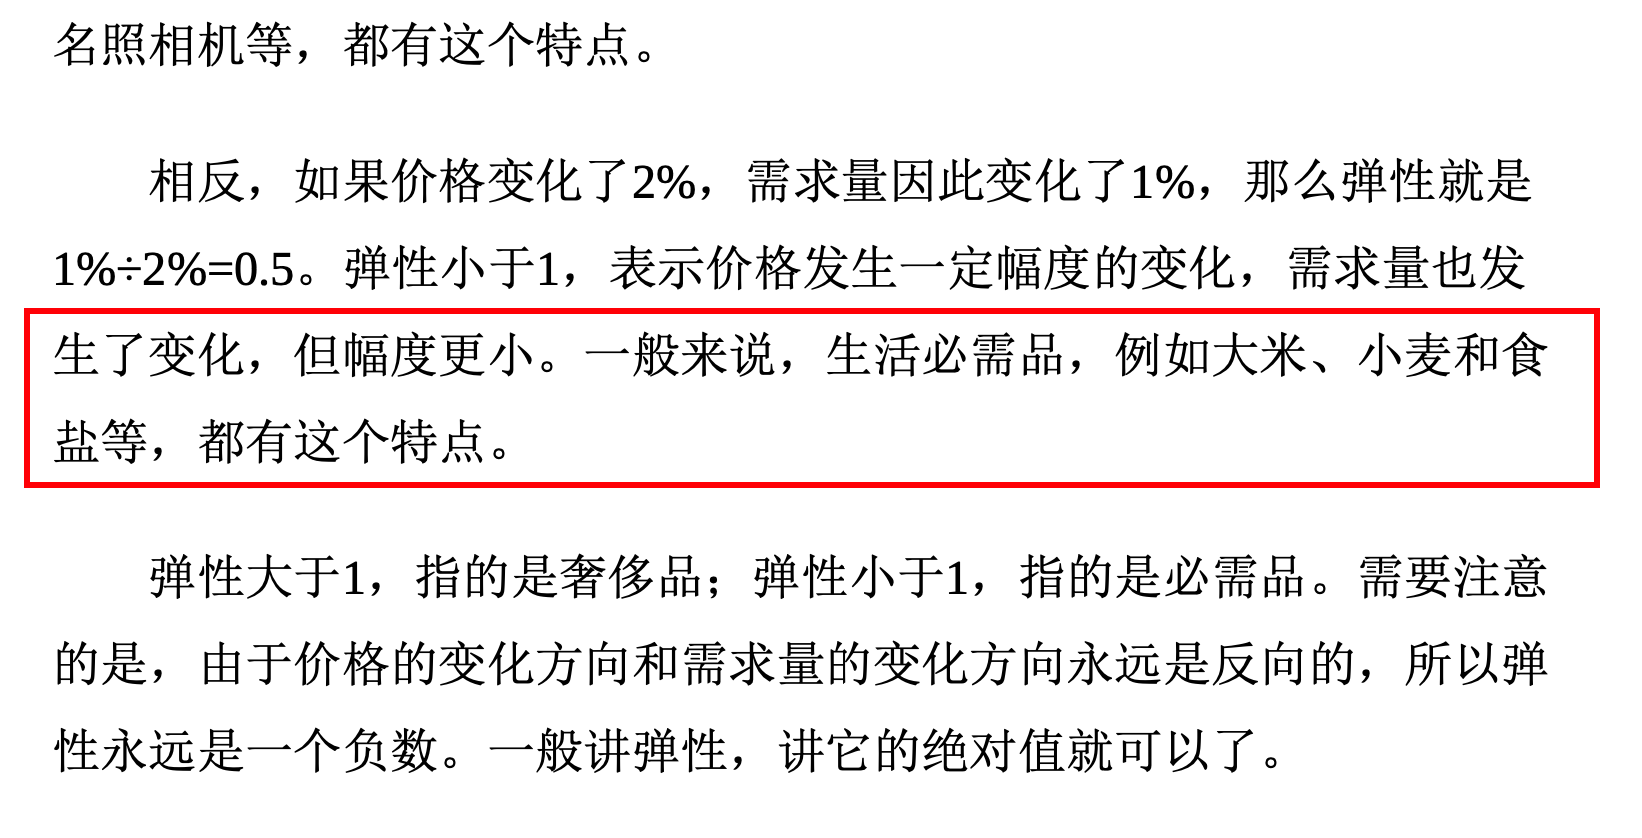 名照相机等，都有这个特点。
相反，如果价格变化了2%，需求量因此变化了1%，那么弹性就是
1%÷2%=0.5。弹性小于1，表示价格发生一定幅度的变化，需求量也发
生了变化，但幅度更小。一般来说，生活必需品，例如大米、小麦和食
盐等，都有这个特点。
弹性大于1，指的是奢侈品；弹性小于1，指的是必需品。需要注意
的是，由于价格的变化方向和需求量的变化方向永远是反向的，所以弹
性永远是一个负数。一般讲弹性，讲它的绝对值就可以了。